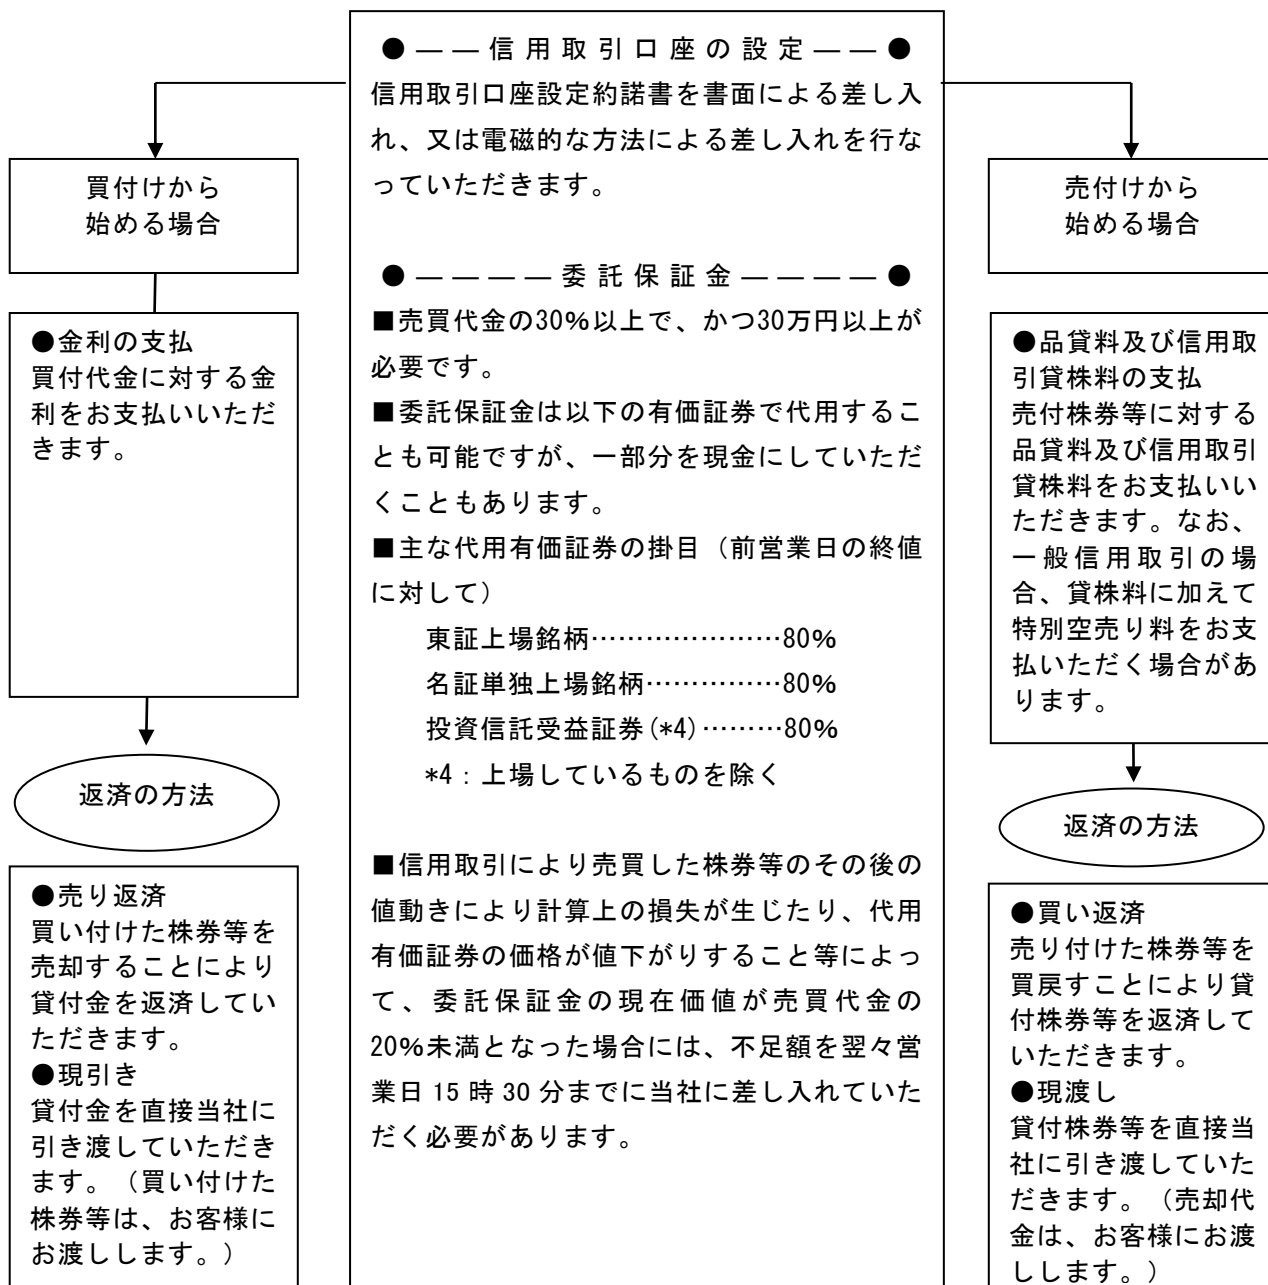 ●――信用取引口座の設定――●
信用取引口座設定約諾書を書面による差し入
れ、又は電磁的な方法による差し入れを行な
っていただきます。
●――――委託保証金――――●
■売買代金の30%以上で、かつ30万円以上が
必要です。
■委託保証金は以下の有価証券で代用するこ
とも可能ですが、一部分を現金にしていただ
くこともあります。
■主な代用有価証券の掛目（前営業日の終値
に対して）
東証上場銘柄…………………80%
名証単独上場銘柄……………80%
投資信託受益証券(*4)………80%
*4：上場しているものを除く
■信用取引により売買した株券等のその後の
値動きにより計算上の損失が生じたり、代用
有価証券の価格が値下がりすること等によっ
て、委託保証金の現在価値が売買代金の
20%未満となった場合には、不足額を翌々営
業日 15 時 30 分までに当社に差し入れていた
だく必要があります。
買付けから
始める場合
●金利の支払
買付代金に対する金
利をお支払いいただ
きます。
返済の方法
●売り返済
買い付けた株券等を
売却することにより
貸付金を返済してい
ただきます。
●現引き
貸付金を直接当社に
引き渡していただき
ます。（買い付けた
株券等は、お客様に
お渡しします。）
売付けから
始める場合
●品貸料及び信用取
引貸株料の支払
売付株券等に対する
品貸料及び信用取引
貸株料をお支払いい
ただきます。なお、
一般信用取引の場
合、貸株料に加えて
特別空売り料をお支
払いただく場合があ
ります。
返済の方法
●買い返済
売り付けた株券等を
買戻すことにより貸
付株券等を返済して
いただきます。
●現渡し
貸付株券等を直接当
社に引き渡していた
だきます。（売却代
金は、お客様にお渡
しします。）